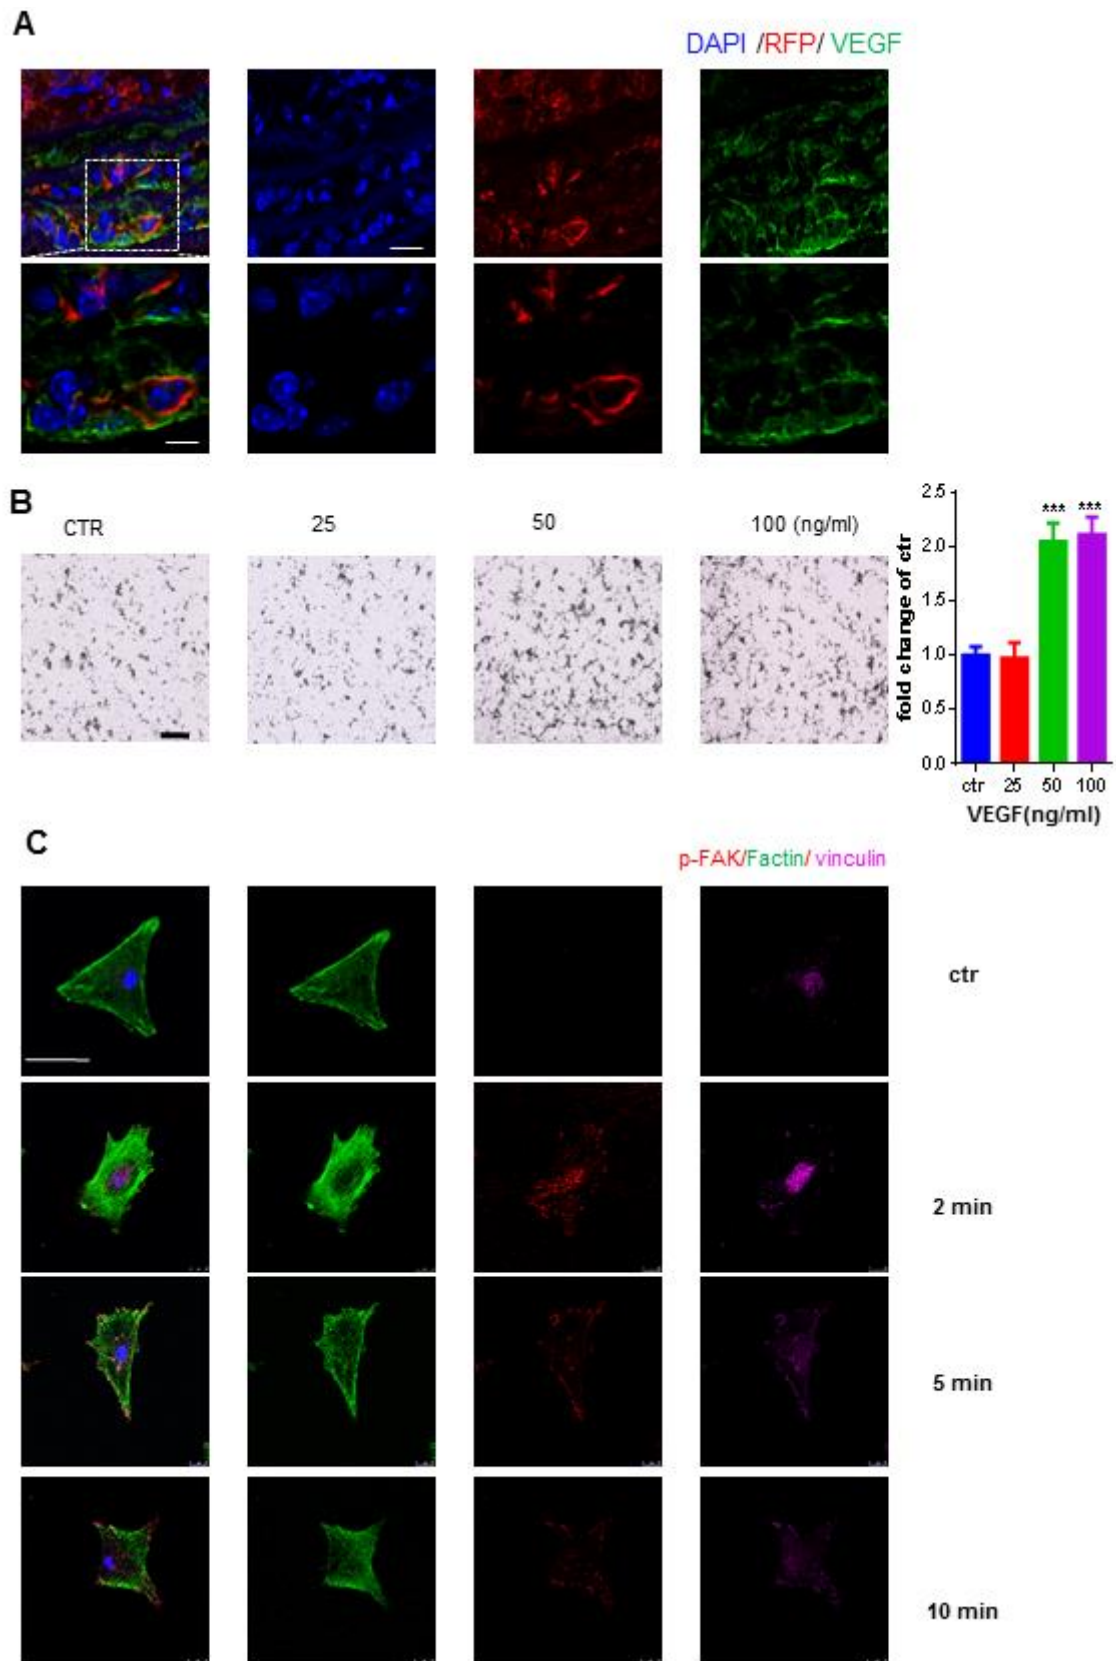 A
DAPI /RFP/ VEGF
B
CTR 25 50 100 (ng/ml)
fold change of ctr
2.5
2.0
1.5
1.0
0.5
0.0
*** ***
ctr 25 50 100
VEGF(ng/ml)
C
p-FAK/Factin/ vinculin
ctr
2 min
5 min
10 min